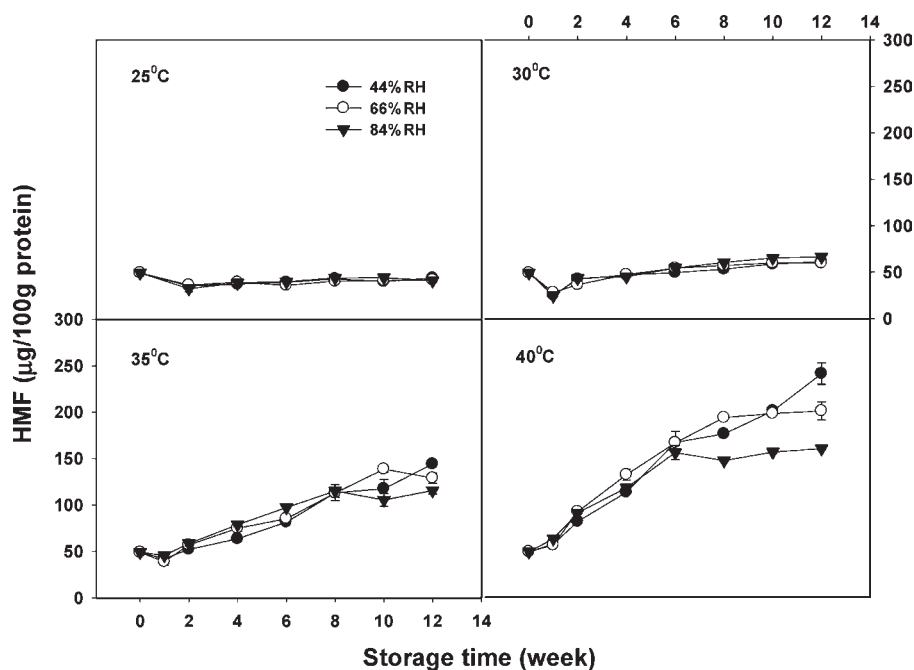 0 2 4 6 8 10 12 14
25⁰C
44% RH
66%RH
84% RH
30⁰C
300
250
200
150
100
50
0
HMF (µg/100g protein)
300
250
200
150
100
50
0
35⁰C
40⁰C
0 2 4 6 8 10 12 14
Storage time (week)